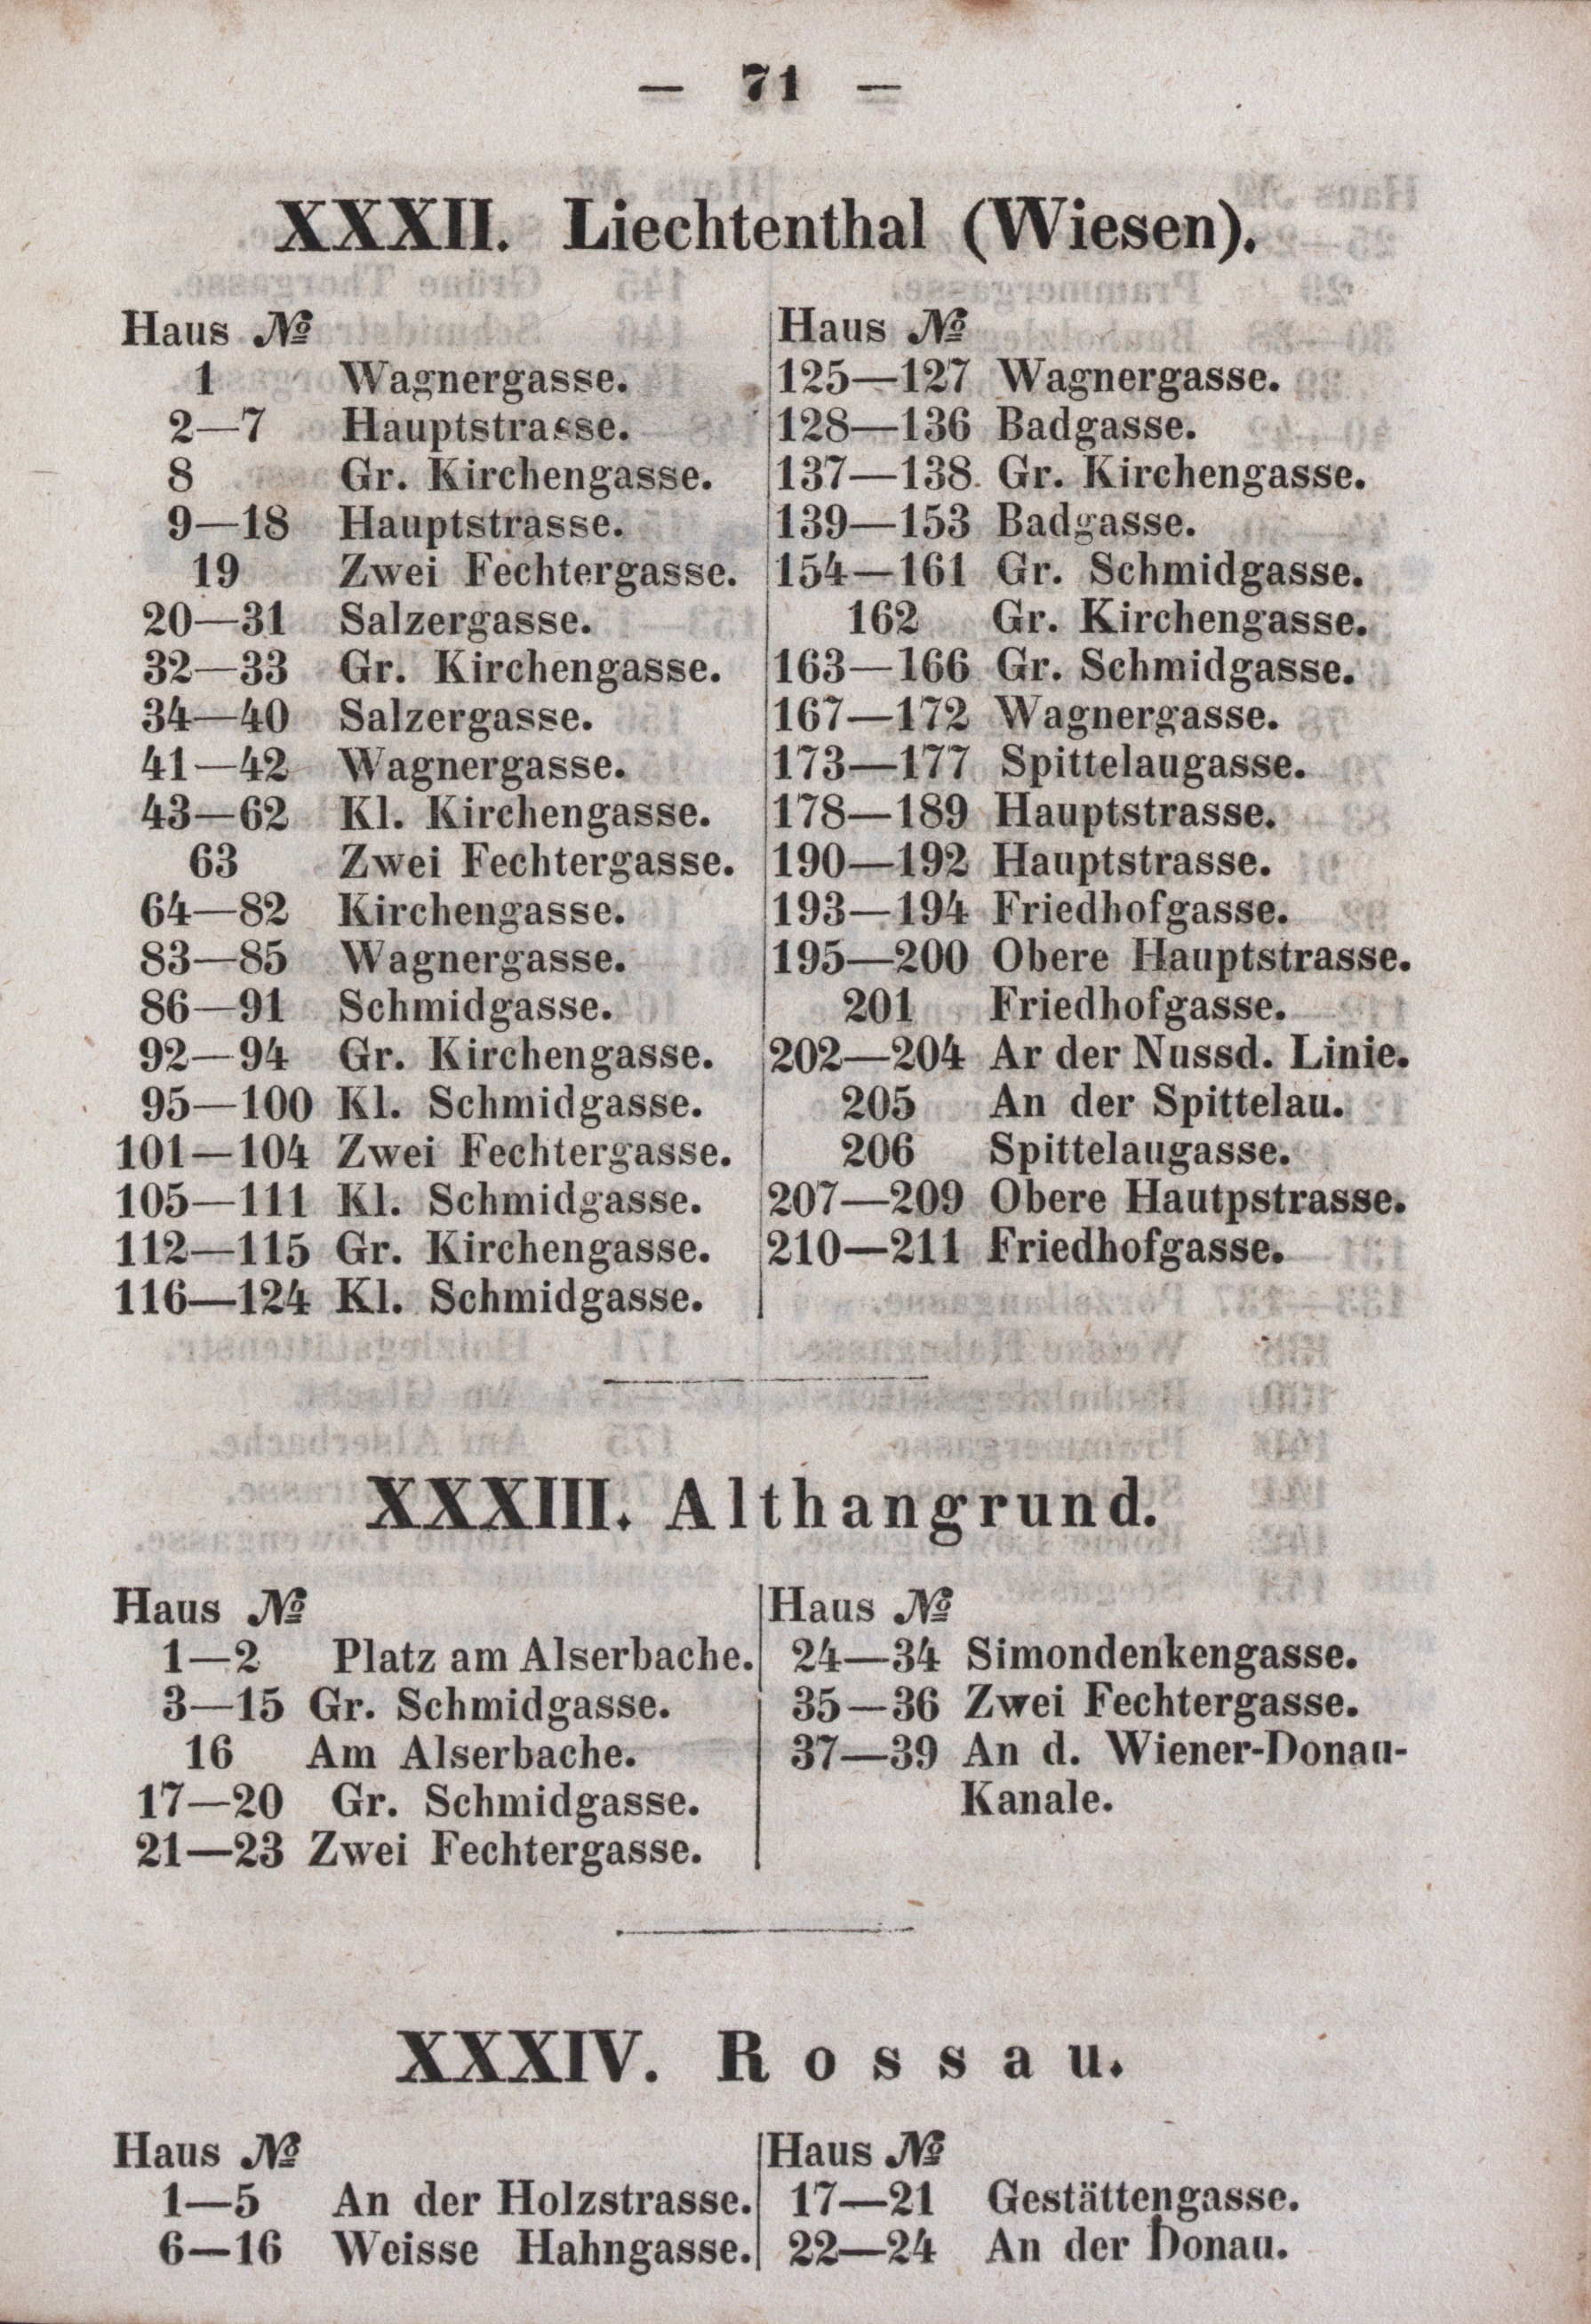 — 71 —
XXXII. Liechtenthal (Wiesen).
Haus №
1 Wagnergasse.
2—7 Hauptstrasse.
8 Gr. Kirchengasse.
9—18 Hauptstrasse.
19 Zwei Fechtergasse.
20—31 Salzergasse.
32—33 Gr. Kirchengasse.
34—40 Salzergasse.
41—42 Wagnergasse.
43—62 Kl. Kirchengasse.
63 Zwei Fechtergasse.
64—82 Kirchengasse.
83—85 Wagnergasse.
86—91 Schmidgasse.
92—94 Gr. Kirchengasse.
95—100 Kl. Schmidgasse.
101—104 Zwei Fechtergasse.
105—111 Kl. Schmidgasse.
112—115 Gr. Kirchengasse.
116—124 Kl. Schmidgasse.
Haus №
125—127 Wagnergasse.
128—136 Badgasse.
137—138 Gr. Kirchengasse.
139—153 Badgasse.
154—161 Gr. Schmidgasse.
162 Gr. Kirchengasse.
163—166 Gr. Schmidgasse.
167—172 Wagnergasse.
173—177 Spittelaugasse.
178—189 Hauptstrasse.
190—192 Hauptstrasse.
193—194 Friedhofgasse.
195—200 Obere Hauptstrasse.
201 Friedhofgasse.
202—204 Ar der Nussd. Linie.
205 An der Spittelau.
206 Spittelaugasse.
207—209 Obere Hautpstrasse.
210—211 Friedhofgasse.
XXXIII. Althangrund.
Haus №
1—2 Platz am Alserbache.
3—15 Gr. Schmidgasse.
16 Am Alserbache.
17—20 Gr. Schmidgasse.
21—23 Zwei Fechtergasse.
Haus №
24—34 Simondenkengasse.
35—36 Zwei Fechtergasse.
37—39 An d. Wiener-Donau-
Kanale.
XXXIV. Rossau.
Haus №
1—5 An der Holzstrasse.
6—16 Weisse Hahngasse.
Haus №
17—21 Gestättengasse.
22—24 An der Donau.